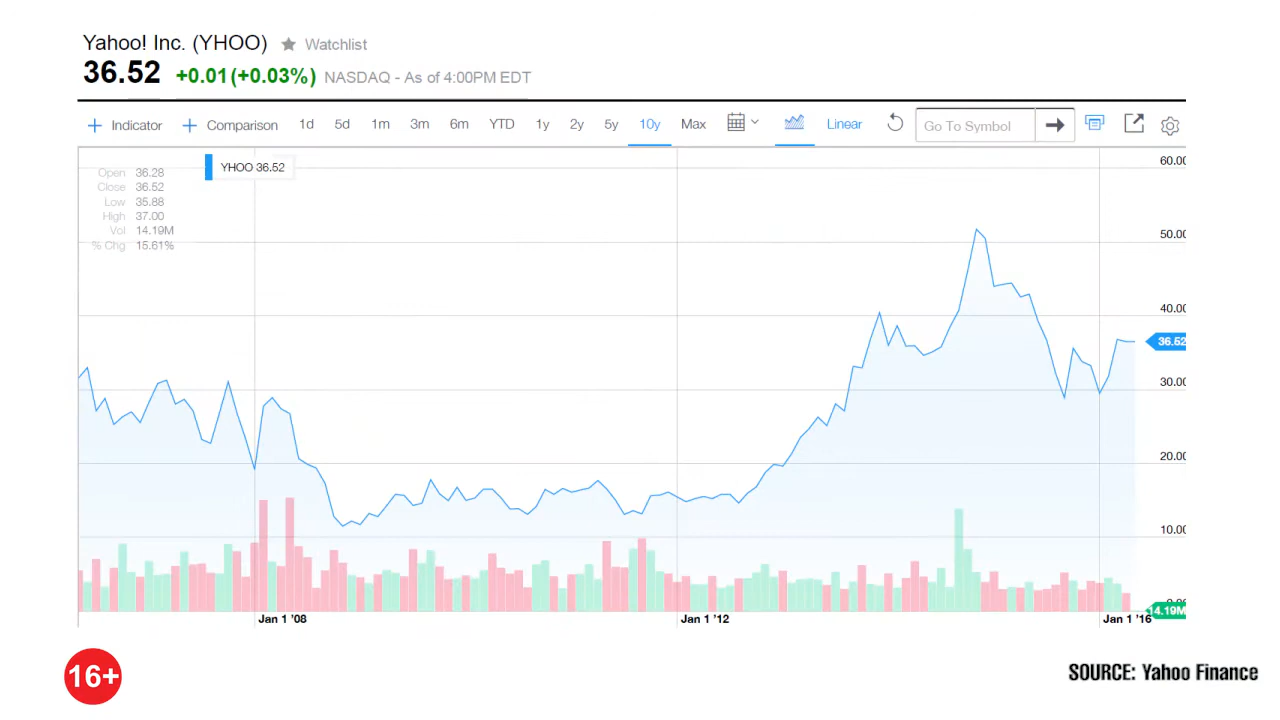 Yahoo! Inc. (YHOO) Watchlist
36.52 +0.01 (+0.03%) NASDAQ - As of 4:00PM EDT
Indicator Comparison 1d 5d 1m 3m 6m YTD 1y 2y 5y 10y Max Linear Go To Symbol
YHOO 36.52
Open 36.28
Close 36.52
Low 35.88
High 37.00
Vol 14.19M
% Chg 15.61%
60.00
50.00
40.00
36.52
30.00
20.00
10.00
14.19M
Jan 1 '08 Jan 1 '12 Jan 1 '16
16+
SOURCE: Yahoo Finance